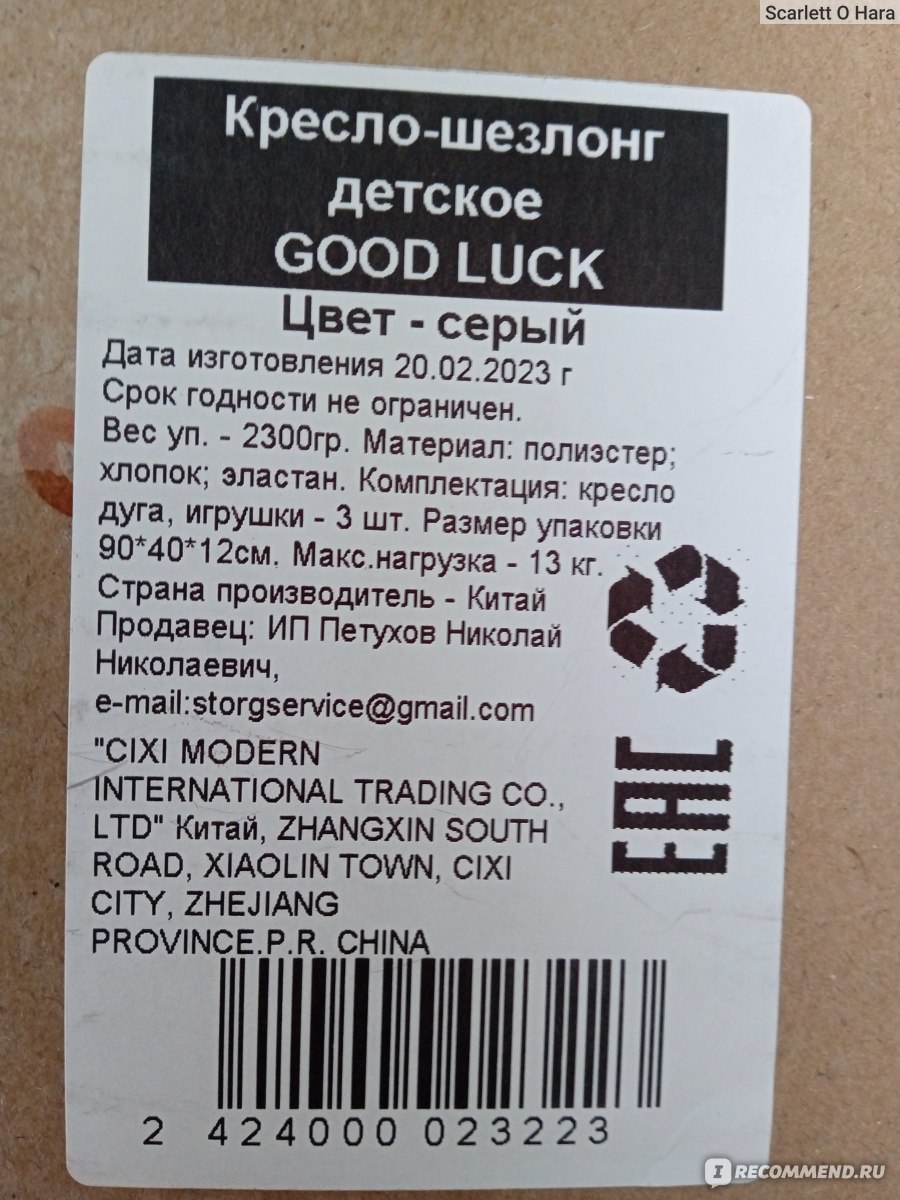 Scarlett O Hara
Кресло-шезлонг
детское
GOOD LUCK
Цвет - серый
Дата изготовления 20.02.2023 г
Срок годности не ограничен.
Вес уп. - 2300гр. Материал: полиэстер;
хлопок; эластан. Комплектация: кресло
дуга, игрушки - 3 шт. Размер упаковки
90*40*12см. Макс.нагрузка - 13 кг.
Страна производитель - Китай
Продавец: ИП Петухов Николай
Николаевич,
e-mail:storgservice@gmail.com
"CIXI MODERN
INTERNATIONAL TRADING CO.,
LTD" Китай, ZHANGXIN SOUTH
ROAD, XIAOLIN TOWN, CIXI
CITY, ZHEJIANG
PROVINCE.P.R. CHINA
EAC
2 424000 023223
IRECOMMEND.RU